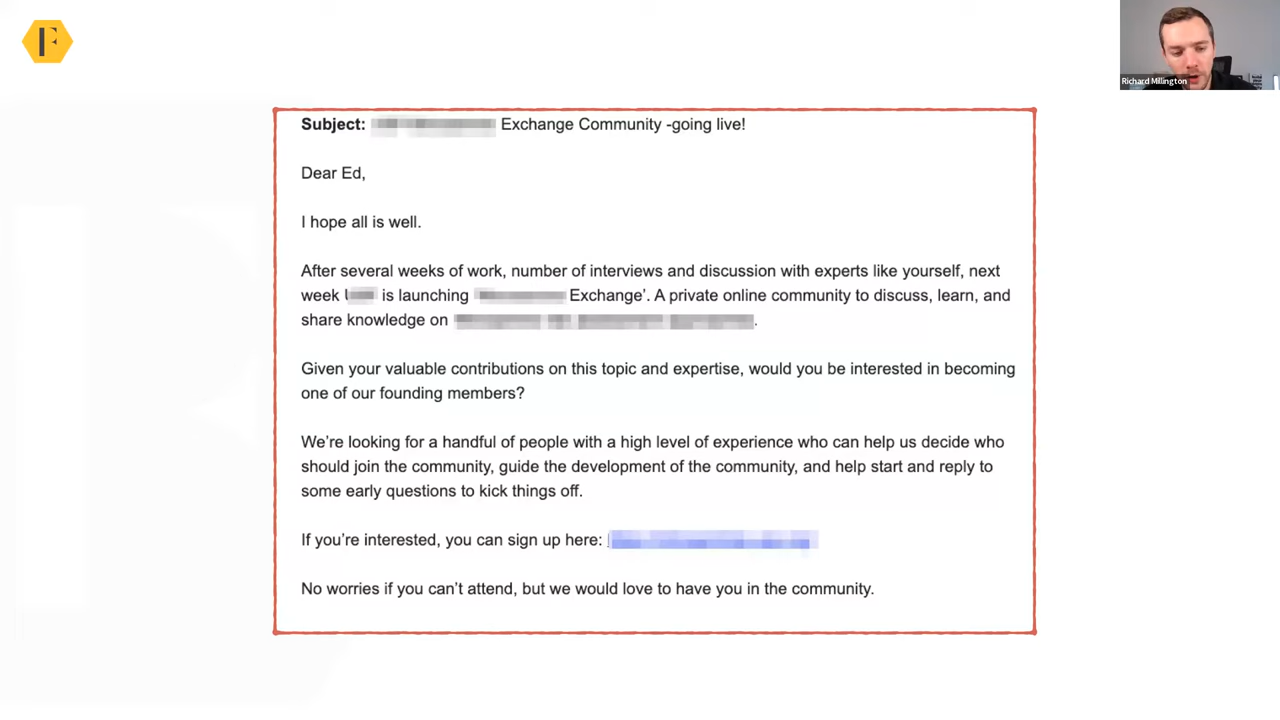 F
Richard Millington
Subject: Exchange Community -going live!
Dear Ed,
I hope all is well.
After several weeks of work, number of interviews and discussion with experts like yourself, next
week is launching Exchange'. A private online community to discuss, learn, and
share knowledge on .
Given your valuable contributions on this topic and expertise, would you be interested in becoming
one of our founding members?
We're looking for a handful of people with a high level of experience who can help us decide who
should join the community, guide the development of the community, and help start and reply to
some early questions to kick things off.
If you're interested, you can sign up here:
No worries if you can't attend, but we would love to have you in the community.